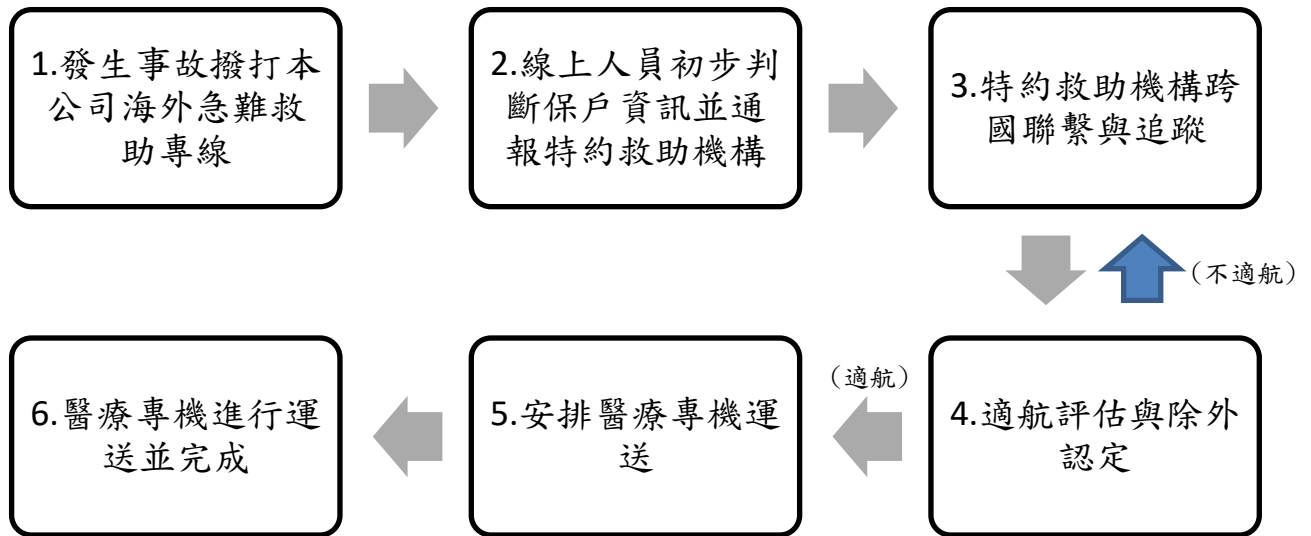 1.發生事故撥打本
公司海外急難救
助專線
2.線上人員初步判
斷保戶資訊並通
報特約救助機構
3.特約救助機構跨
國聯繫與追蹤
(不適航)
4.適航評估與除外
認定
(適航)
5.安排醫療專機運
送
6.醫療專機進行運
送並完成